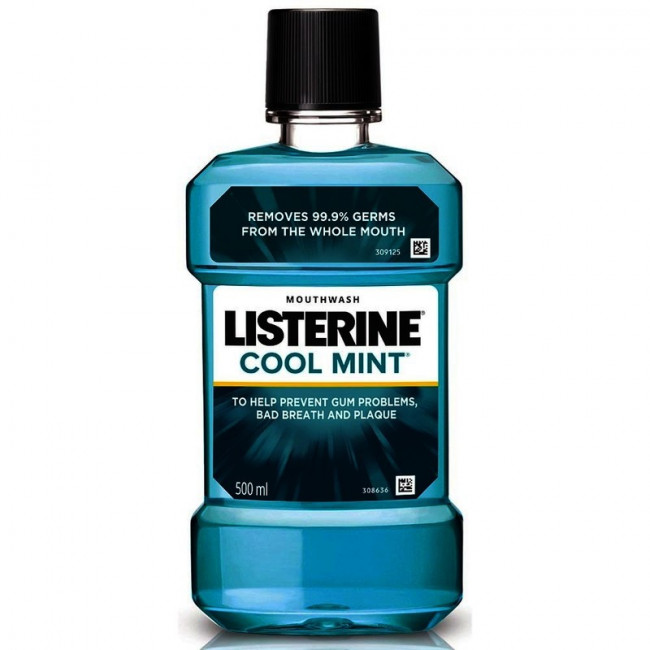 REMOVES 99.9% GERMS
FROM THE WHOLE MOUTH
309125
MOUTHWASH
LISTERINE®
COOL MINT®
TO HELP PREVENT GUM PROBLEMS,
BAD BREATH AND PLAQUE
500 ml
308636